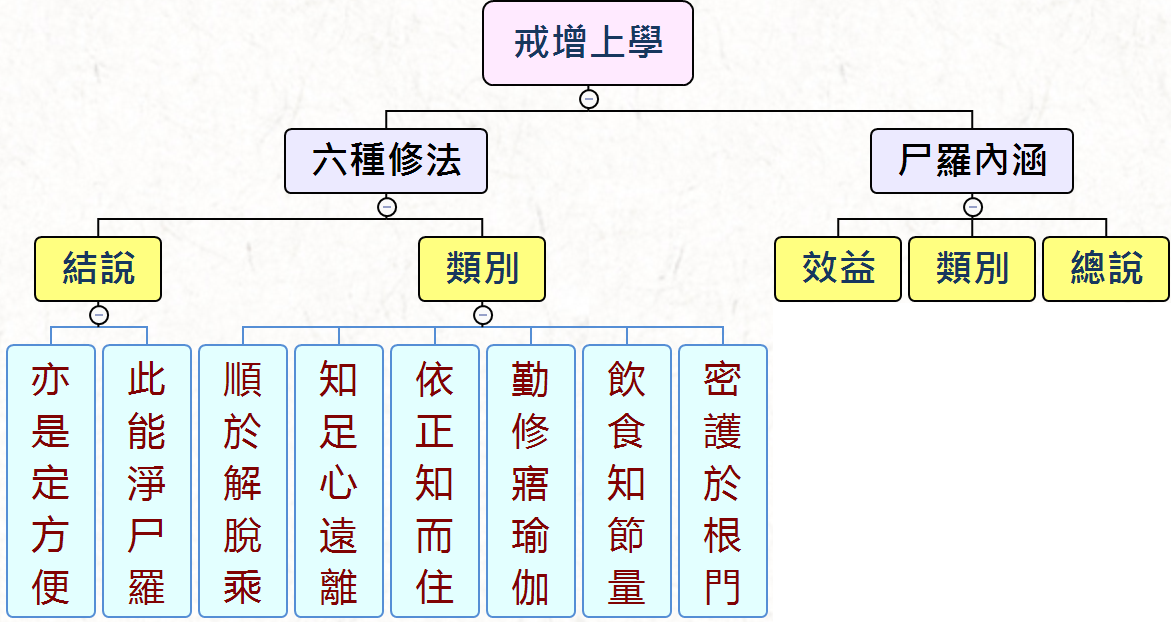 戒增上學
六種修法
尸羅內涵
結說
類別
效益
類別
總說
亦是定方便
此能淨尸羅
順於解脫乘
知足心遠離
依正知而住
勤修寤瑜伽
飲食知節量
密護於根門